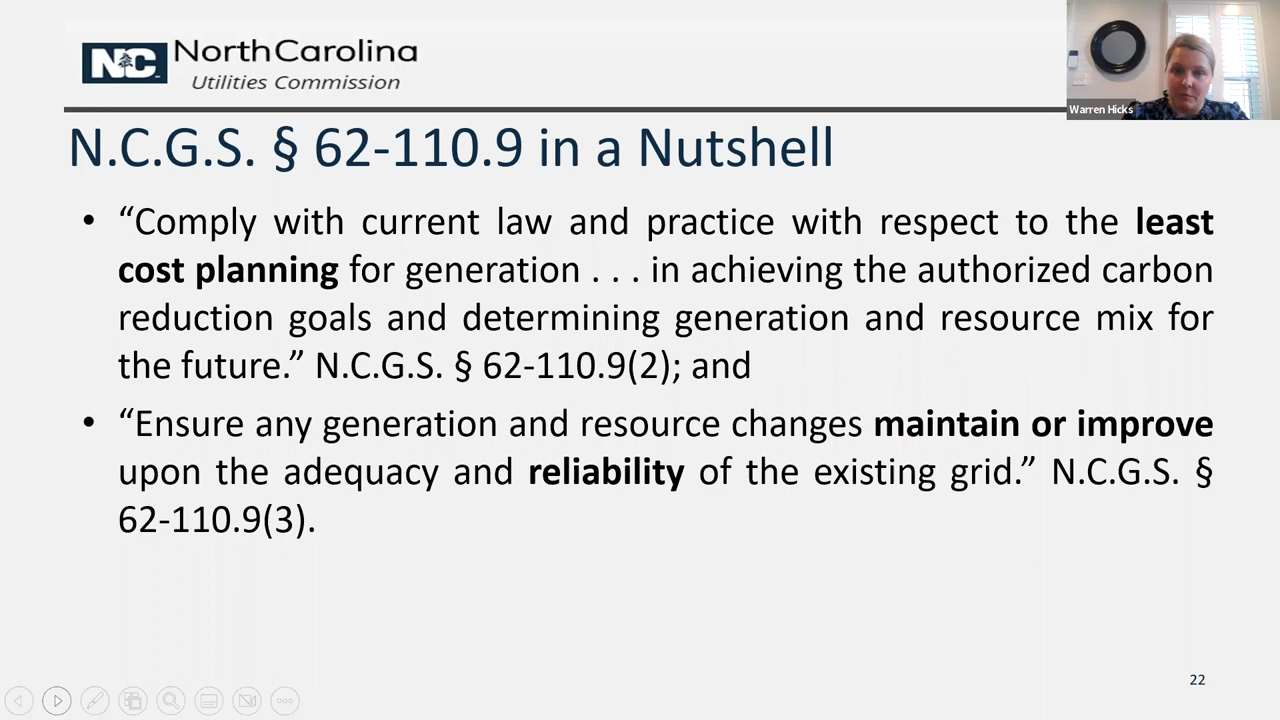 NC NorthCarolina
Utilities Commission
Warren Hicks
N.C.G.S. § 62-110.9 in a Nutshell
• “Comply with current law and practice with respect to the least
cost planning for generation . . . in achieving the authorized carbon
reduction goals and determining generation and resource mix for
the future.” N.C.G.S. § 62-110.9(2); and
• “Ensure any generation and resource changes maintain or improve
upon the adequacy and reliability of the existing grid.” N.C.G.S. §
62-110.9(3).
22